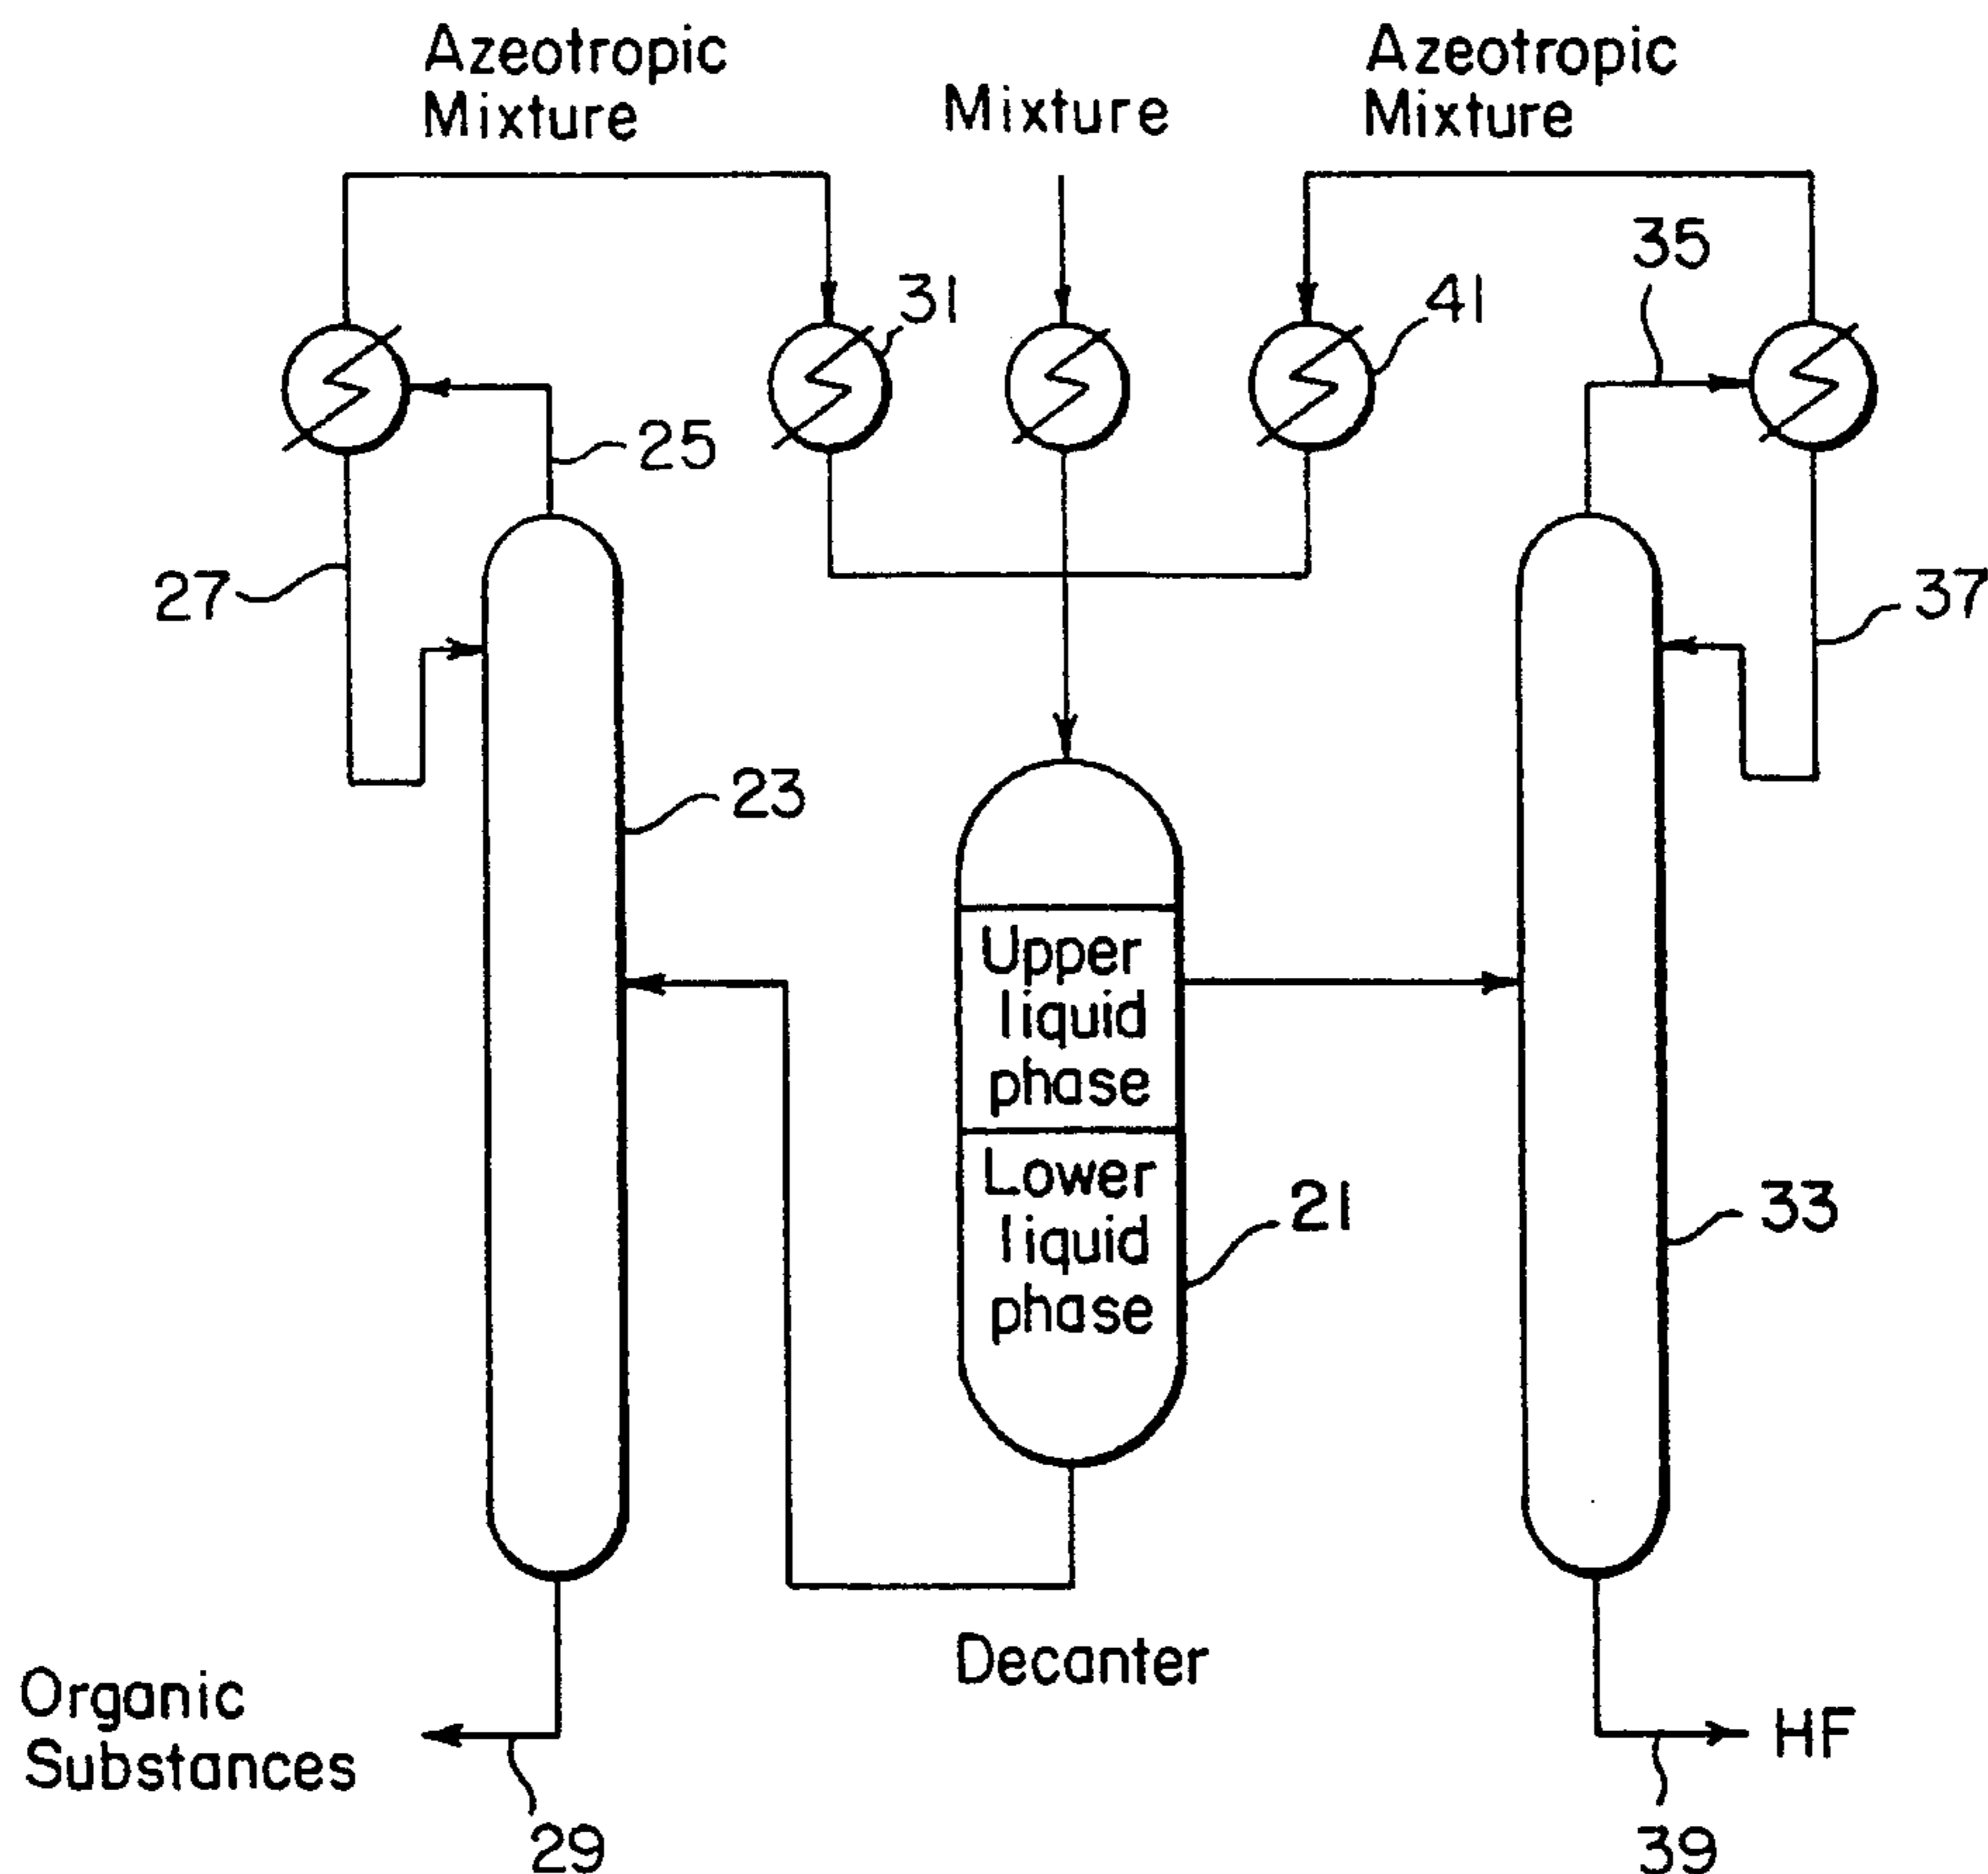 Azeotropic
Mixture
Mixture
Azeotropic
Mixture
35
31
41
25
27
37
23
Upper
liquid
phase
Lower
liquid
phase
21
33
Decanter
Organic
Substances
HF
29
39